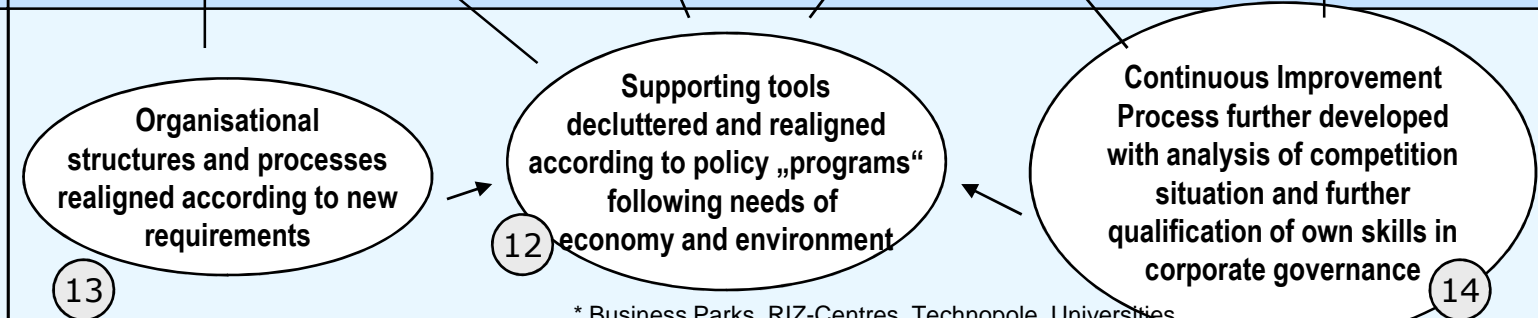 Organisational
structures and processes
realigned according to new
requirements
13
Supporting tools
decluttered and realigned
according to policy „programs“
following needs of
economy and environment
12
Continuous Improvement
Process further developed
with analysis of competition
situation and further
qualification of own skills in
corporate governance
14
* Business Parks, RIZ-Centres, Technopole, Universities